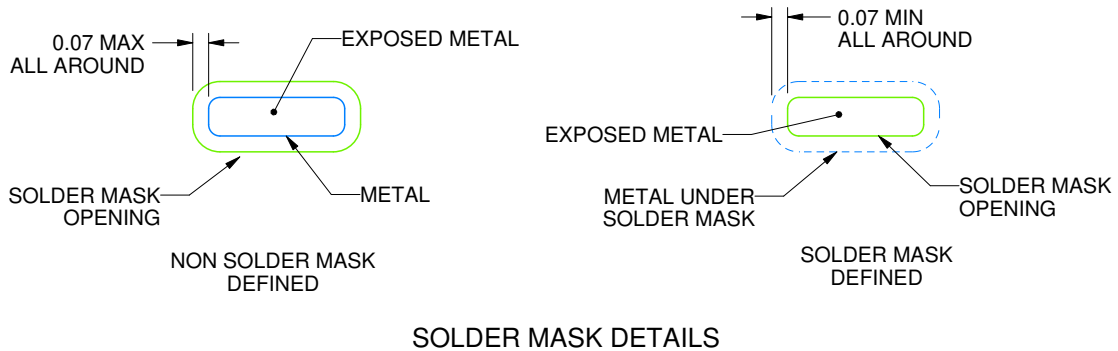 0.07 MAX
ALL AROUND
EXPOSED METAL
SOLDER MASK
OPENING
METAL
NON SOLDER MASK
DEFINED
0.07 MIN
ALL AROUND
EXPOSED METAL
METAL UNDER
SOLDER MASK
SOLDER MASK
OPENING
SOLDER MASK
DEFINED
SOLDER MASK DETAILS